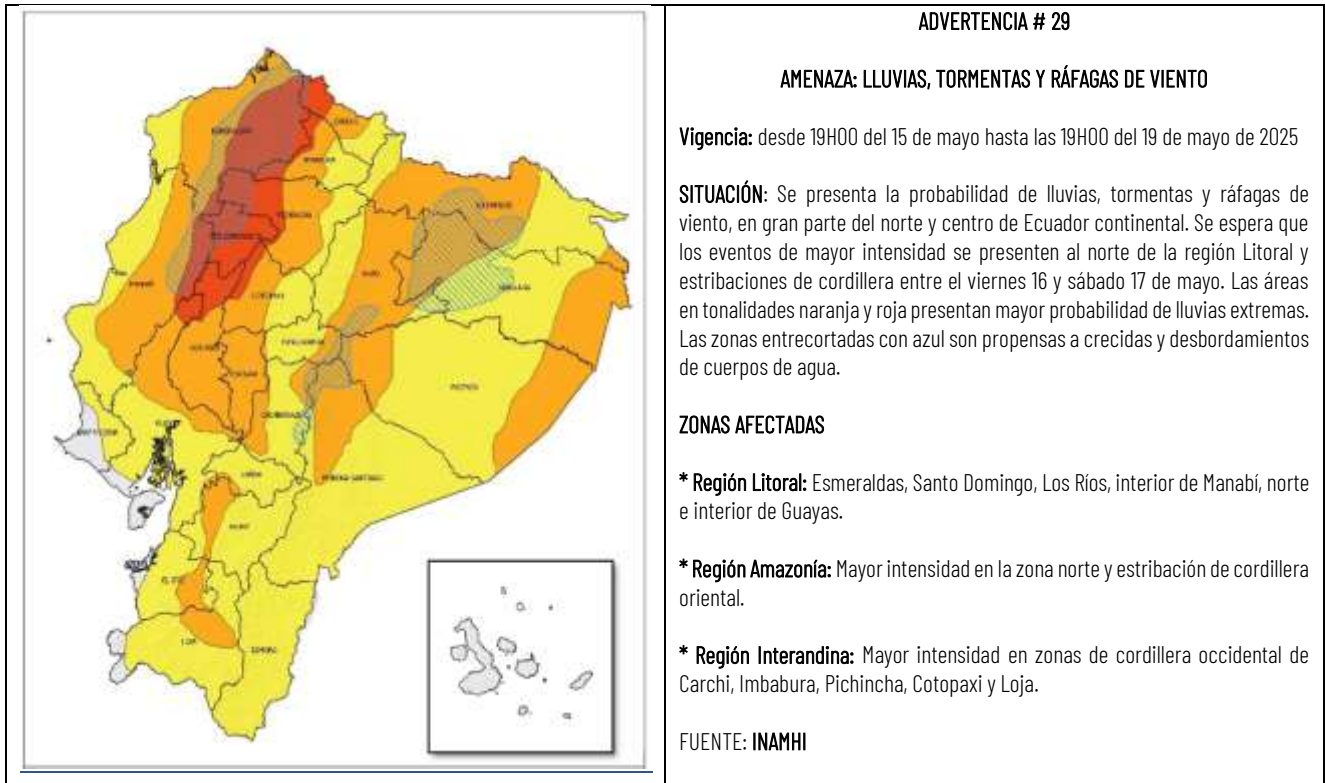 ADVERTENCIA # 29
AMENAZA: LLUVIAS, TORMENTAS Y RÁFAGAS DE VIENTO
Vigencia: desde 19H00 del 15 de mayo hasta las 19H00 del 19 de mayo de 2025
SITUACIÓN: Se presenta la probabilidad de lluvias, tormentas y ráfagas de
viento, en gran parte del norte y centro de Ecuador continental. Se espera que
los eventos de mayor intensidad se presenten al norte de la región Litoral y
estribaciones de cordillera entre el viernes 16 y sábado 17 de mayo. Las áreas
en tonalidades naranja y roja presentan mayor probabilidad de lluvias extremas.
Las zonas entrecortadas con azul son propensas a crecidas y desbordamientos
de cuerpos de agua.
ZONAS AFECTADAS
* Región Litoral: Esmeraldas, Santo Domingo, Los Ríos, interior de Manabí, norte
e interior de Guayas.
* Región Amazonía: Mayor intensidad en la zona norte y estribación de cordillera
oriental.
* Región Interandina: Mayor intensidad en zonas de cordillera occidental de
Carchi, Imbabura, Pichincha, Cotopaxi y Loja.
FUENTE: INAMHI